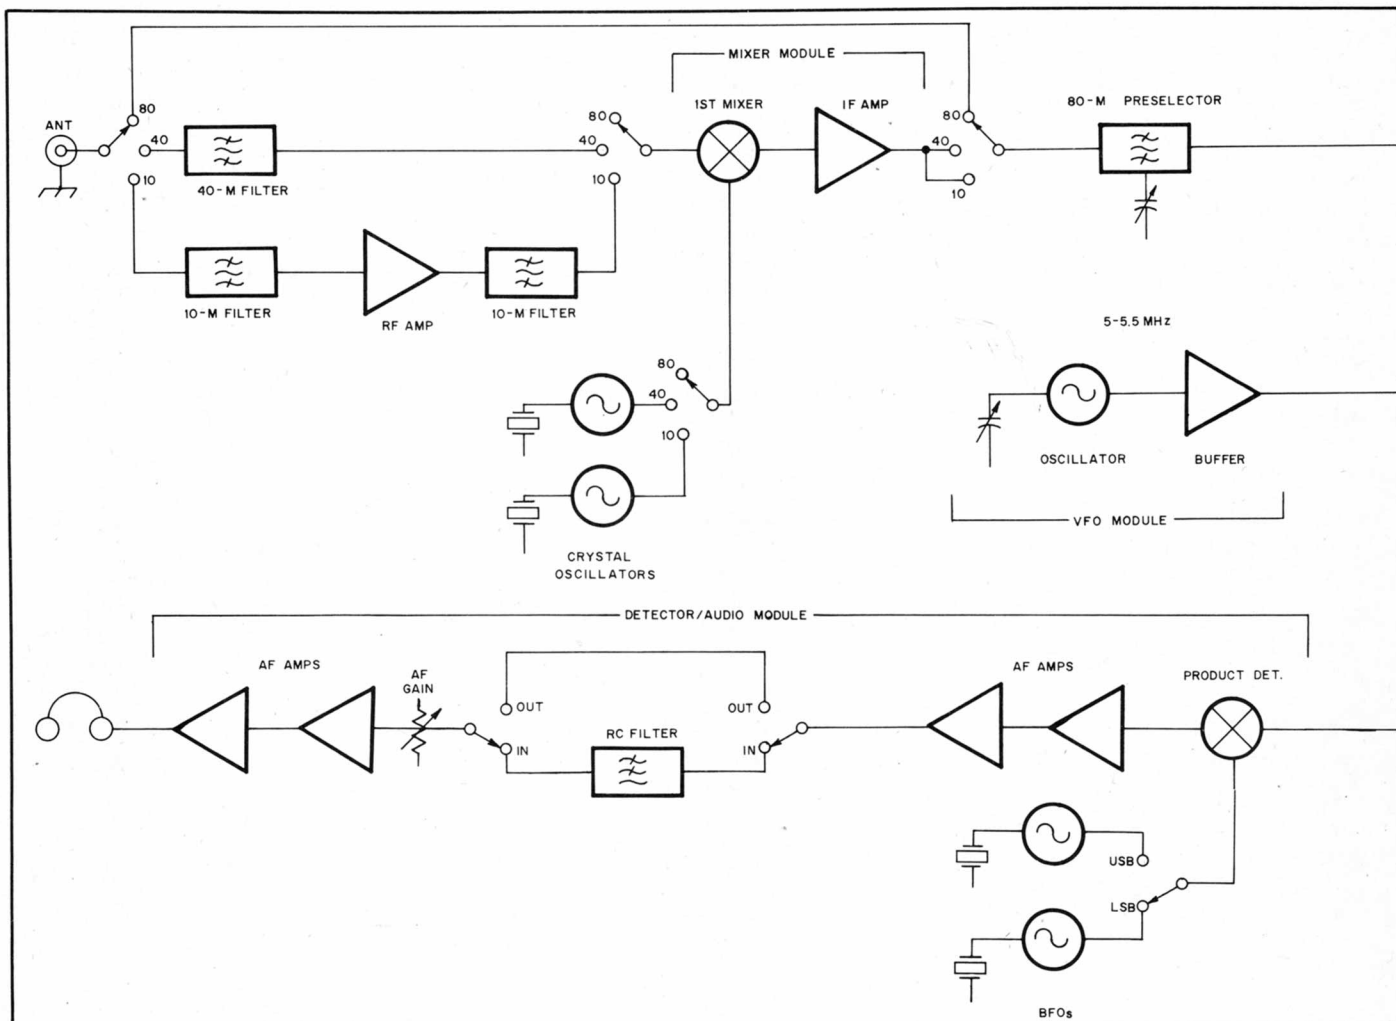 MIXER MODULE
1ST MIXER
IF AMP
80-M PRESELECTOR
ANT
80
40
10
40-M FILTER
80
40
10
80
40
10
10-M FILTER
RF AMP
10-M FILTER
5-5.5 MHz
80
40
10
OSCILLATOR
BUFFER
VFO MODULE
CRYSTAL
OSCILLATORS
DETECTOR/AUDIO MODULE
AF AMPS
AF
GAIN
OUT
IN
RC FILTER
OUT
IN
AF AMPS
PRODUCT DET.
USB
LSB
BFOs